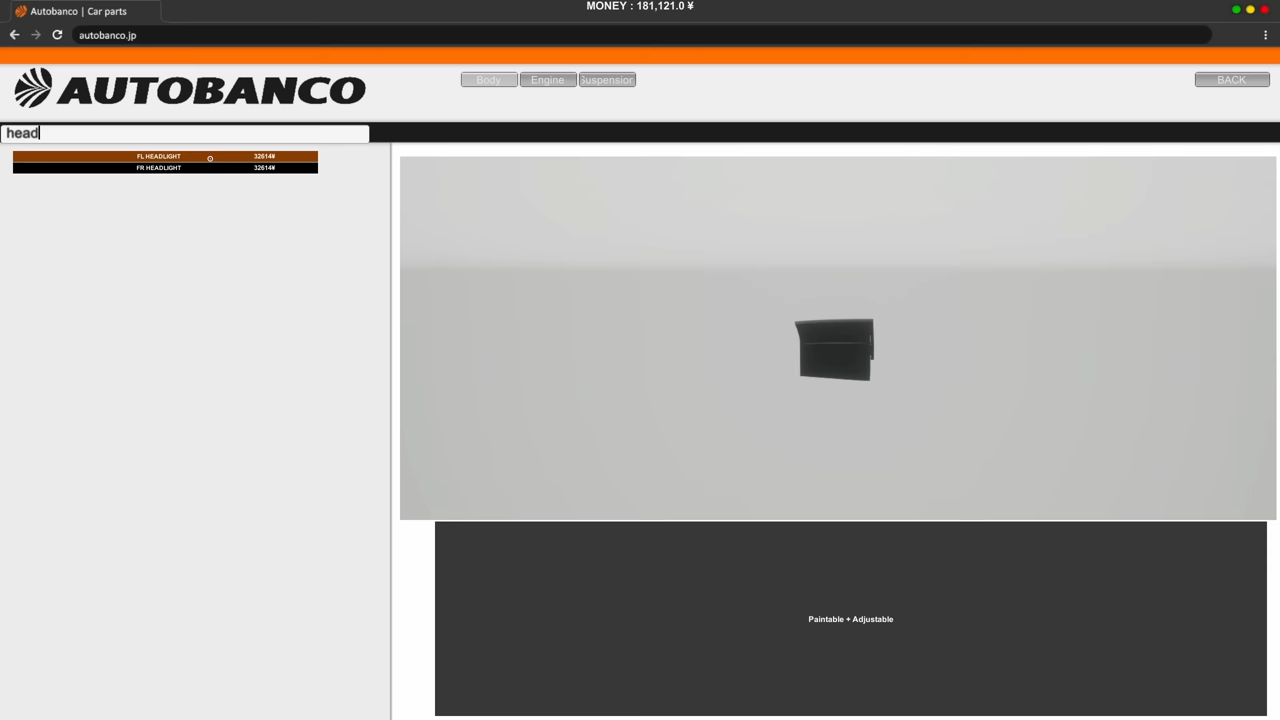 Autobanco | Car parts
MONEY : 181,121.0 ¥
autobanco.jp
AUTOBANCO
Body
Engine
Suspension
BACK
head
FL HEADLIGHT 32614¥
FR HEADLIGHT 32614¥
Paintable + Adjustable